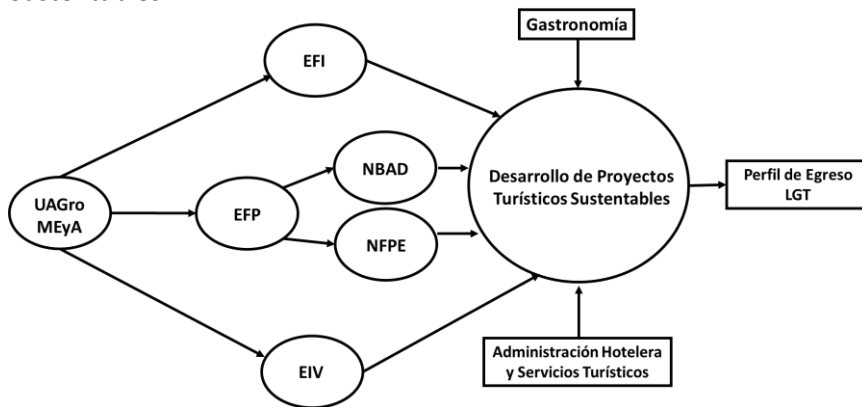 Gastronomía
EFI
NBAD
Desarrollo de Proyectos
Turísticos Sustentables
Perfil de Egreso
LGT
UAGro
MEyA
EFP
NFPE
EIV
Administración Hotelera
y Servicios Turísticos